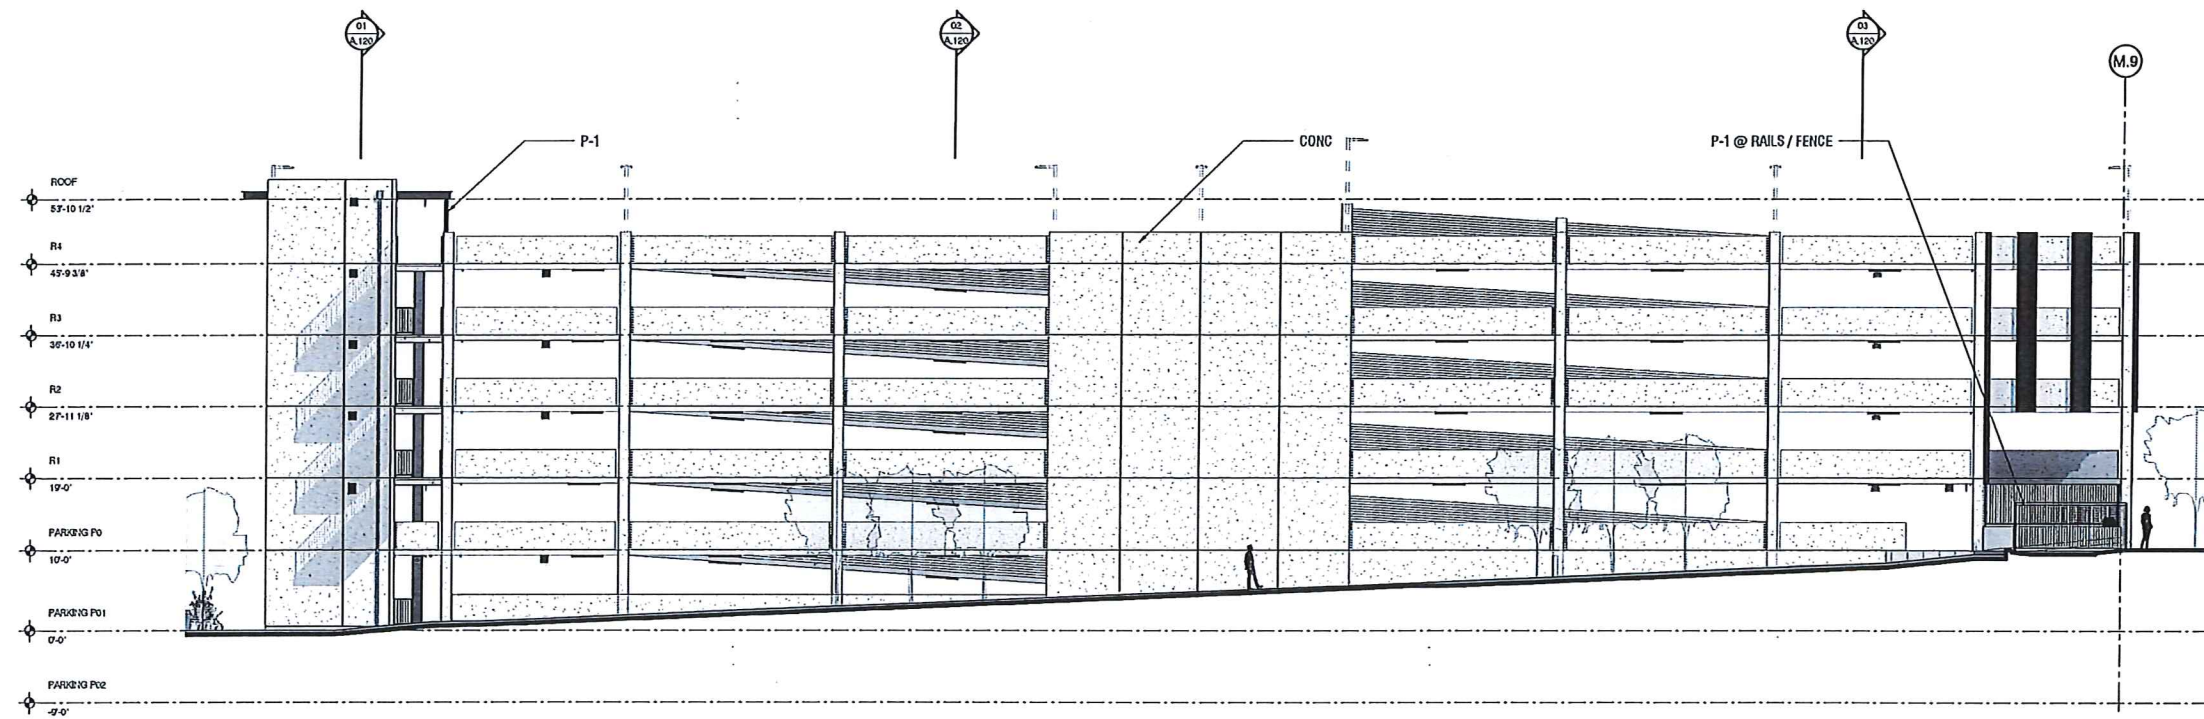 01
A.120
02
A.120
03
A.120
M.9
P-1
CONC
P-1 @ RAILS / FENCE
ROOF
53'-10 1/2"
R4
45'-9 3/8"
R3
36'-10 1/4"
R2
27'-11 1/8"
R1
19'-0"
PARKING P0
10'-0"
PARKING P01
0'-0"
PARKING P02
-9'-0"